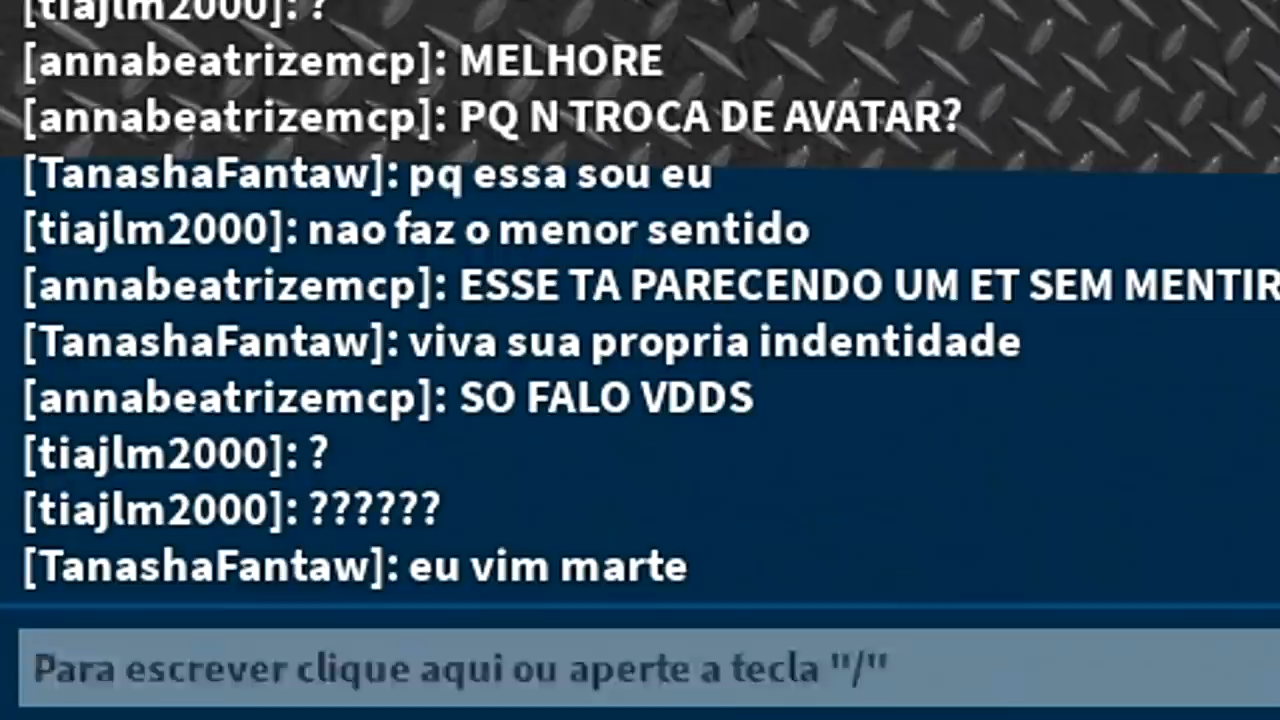 [tiajlm2000]: ?
[annabeatrizemcp]: MELHORE
[annabeatrizemcp]: PQ N TROCA DE AVATAR?
[TanashaFantaw]: pq essa sou eu
[tiajlm2000]: nao faz o menor sentido
[annabeatrizemcp]: ESSE TA PARECENDO UM ET SEM MENTIR
[TanashaFantaw]: viva sua propria indentidade
[annabeatrizemcp]: SO FALO VDDS
[tiajlm2000]: ?
[tiajlm2000]: ??????
[TanashaFantaw]: eu vim marte
Para escrever clique aqui ou aperte a tecla "/"